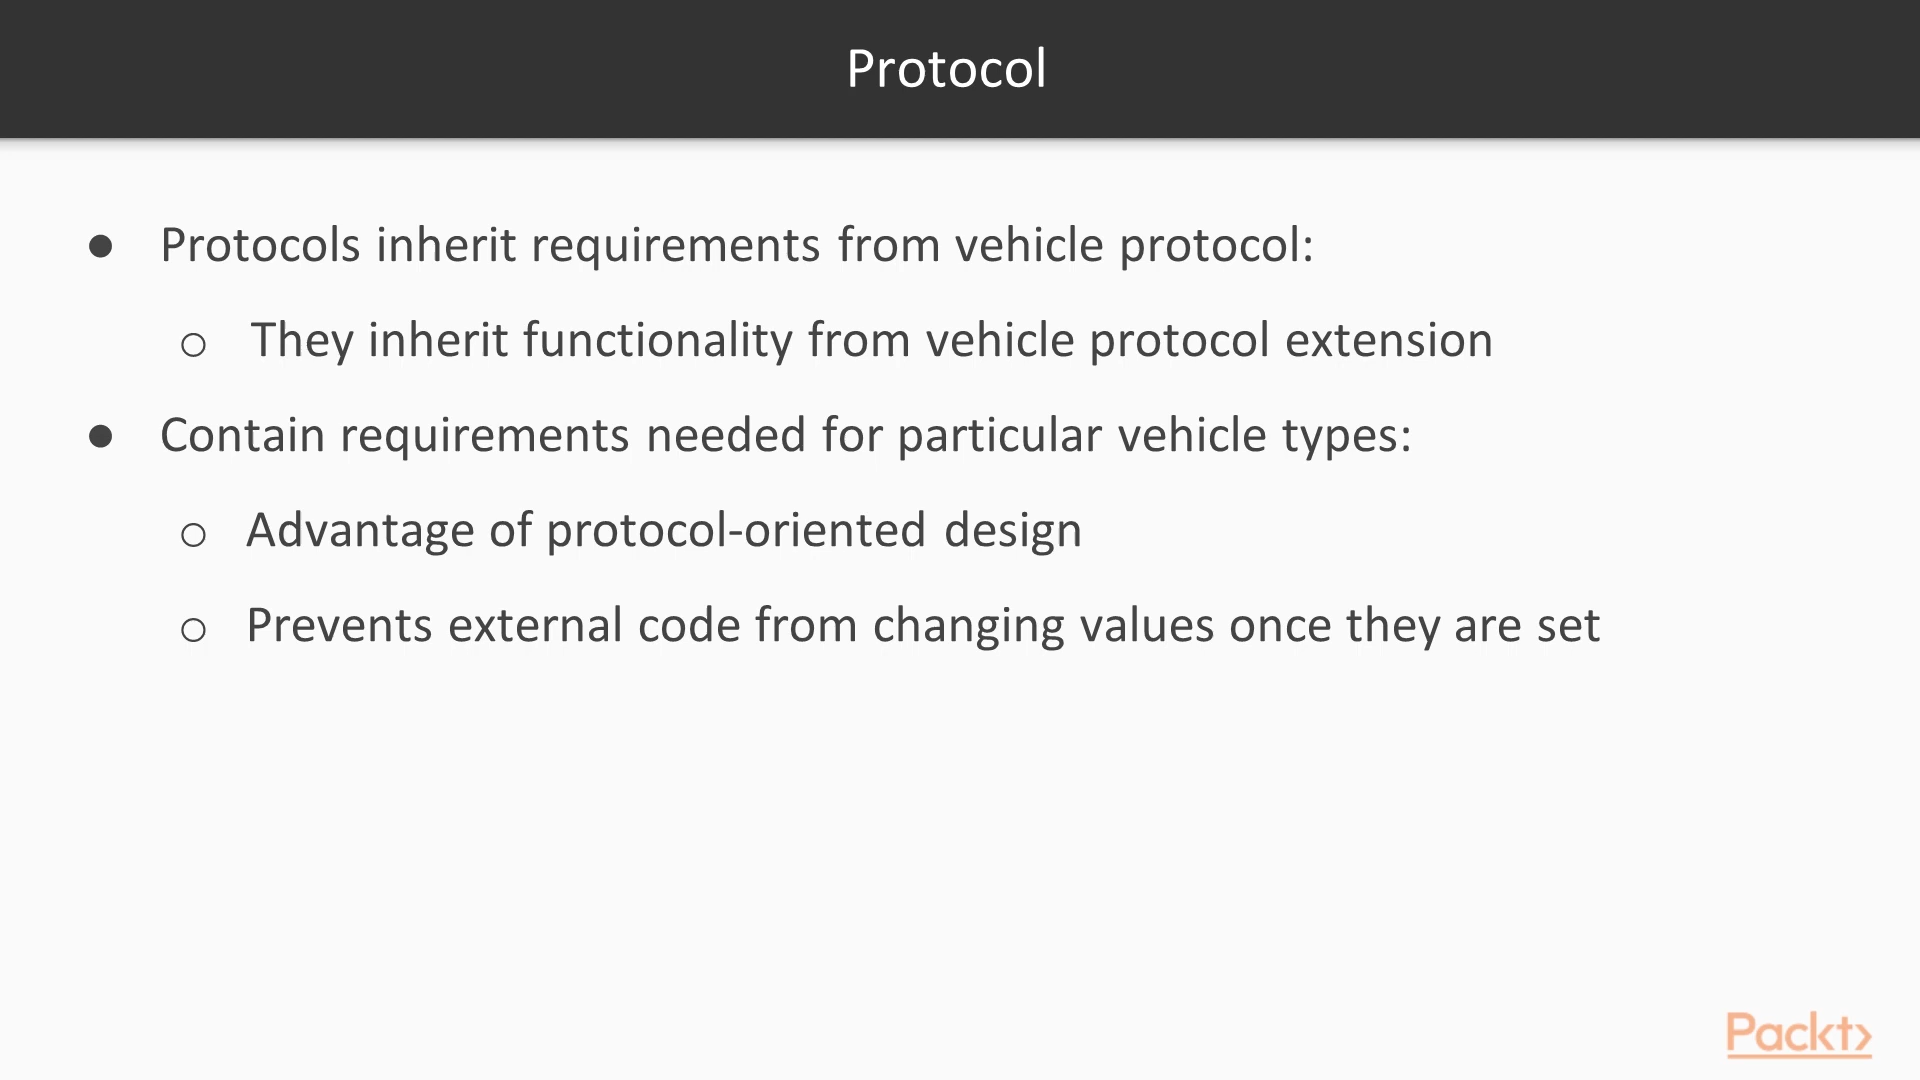 Protocol
● Protocols inherit requirements from vehicle protocol:
○ They inherit functionality from vehicle protocol extension
● Contain requirements needed for particular vehicle types:
○ Advantage of protocol-oriented design
○ Prevents external code from changing values once they are set
Packt>